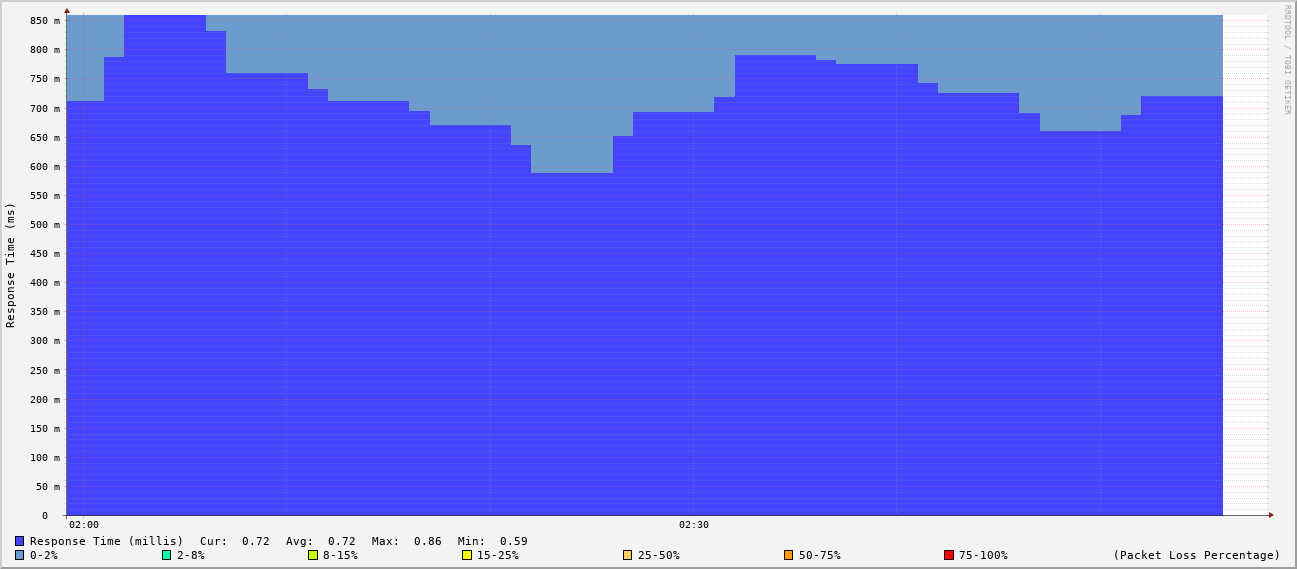 850 m
800 m
750 m
700 m
650 m
600 m
550 m
500 m
450 m
400 m
350 m
300 m
250 m
200 m
150 m
100 m
50 m
0
Response Time (ms)
RRDTOOL / TOBI OETIKER
02:00 02:30
Response Time (millis) Cur: 0.72 Avg: 0.72 Max: 0.86 Min: 0.59
0-2% 2-8% 8-15% 15-25% 25-50% 50-75% 75-100% (Packet Loss Percentage)